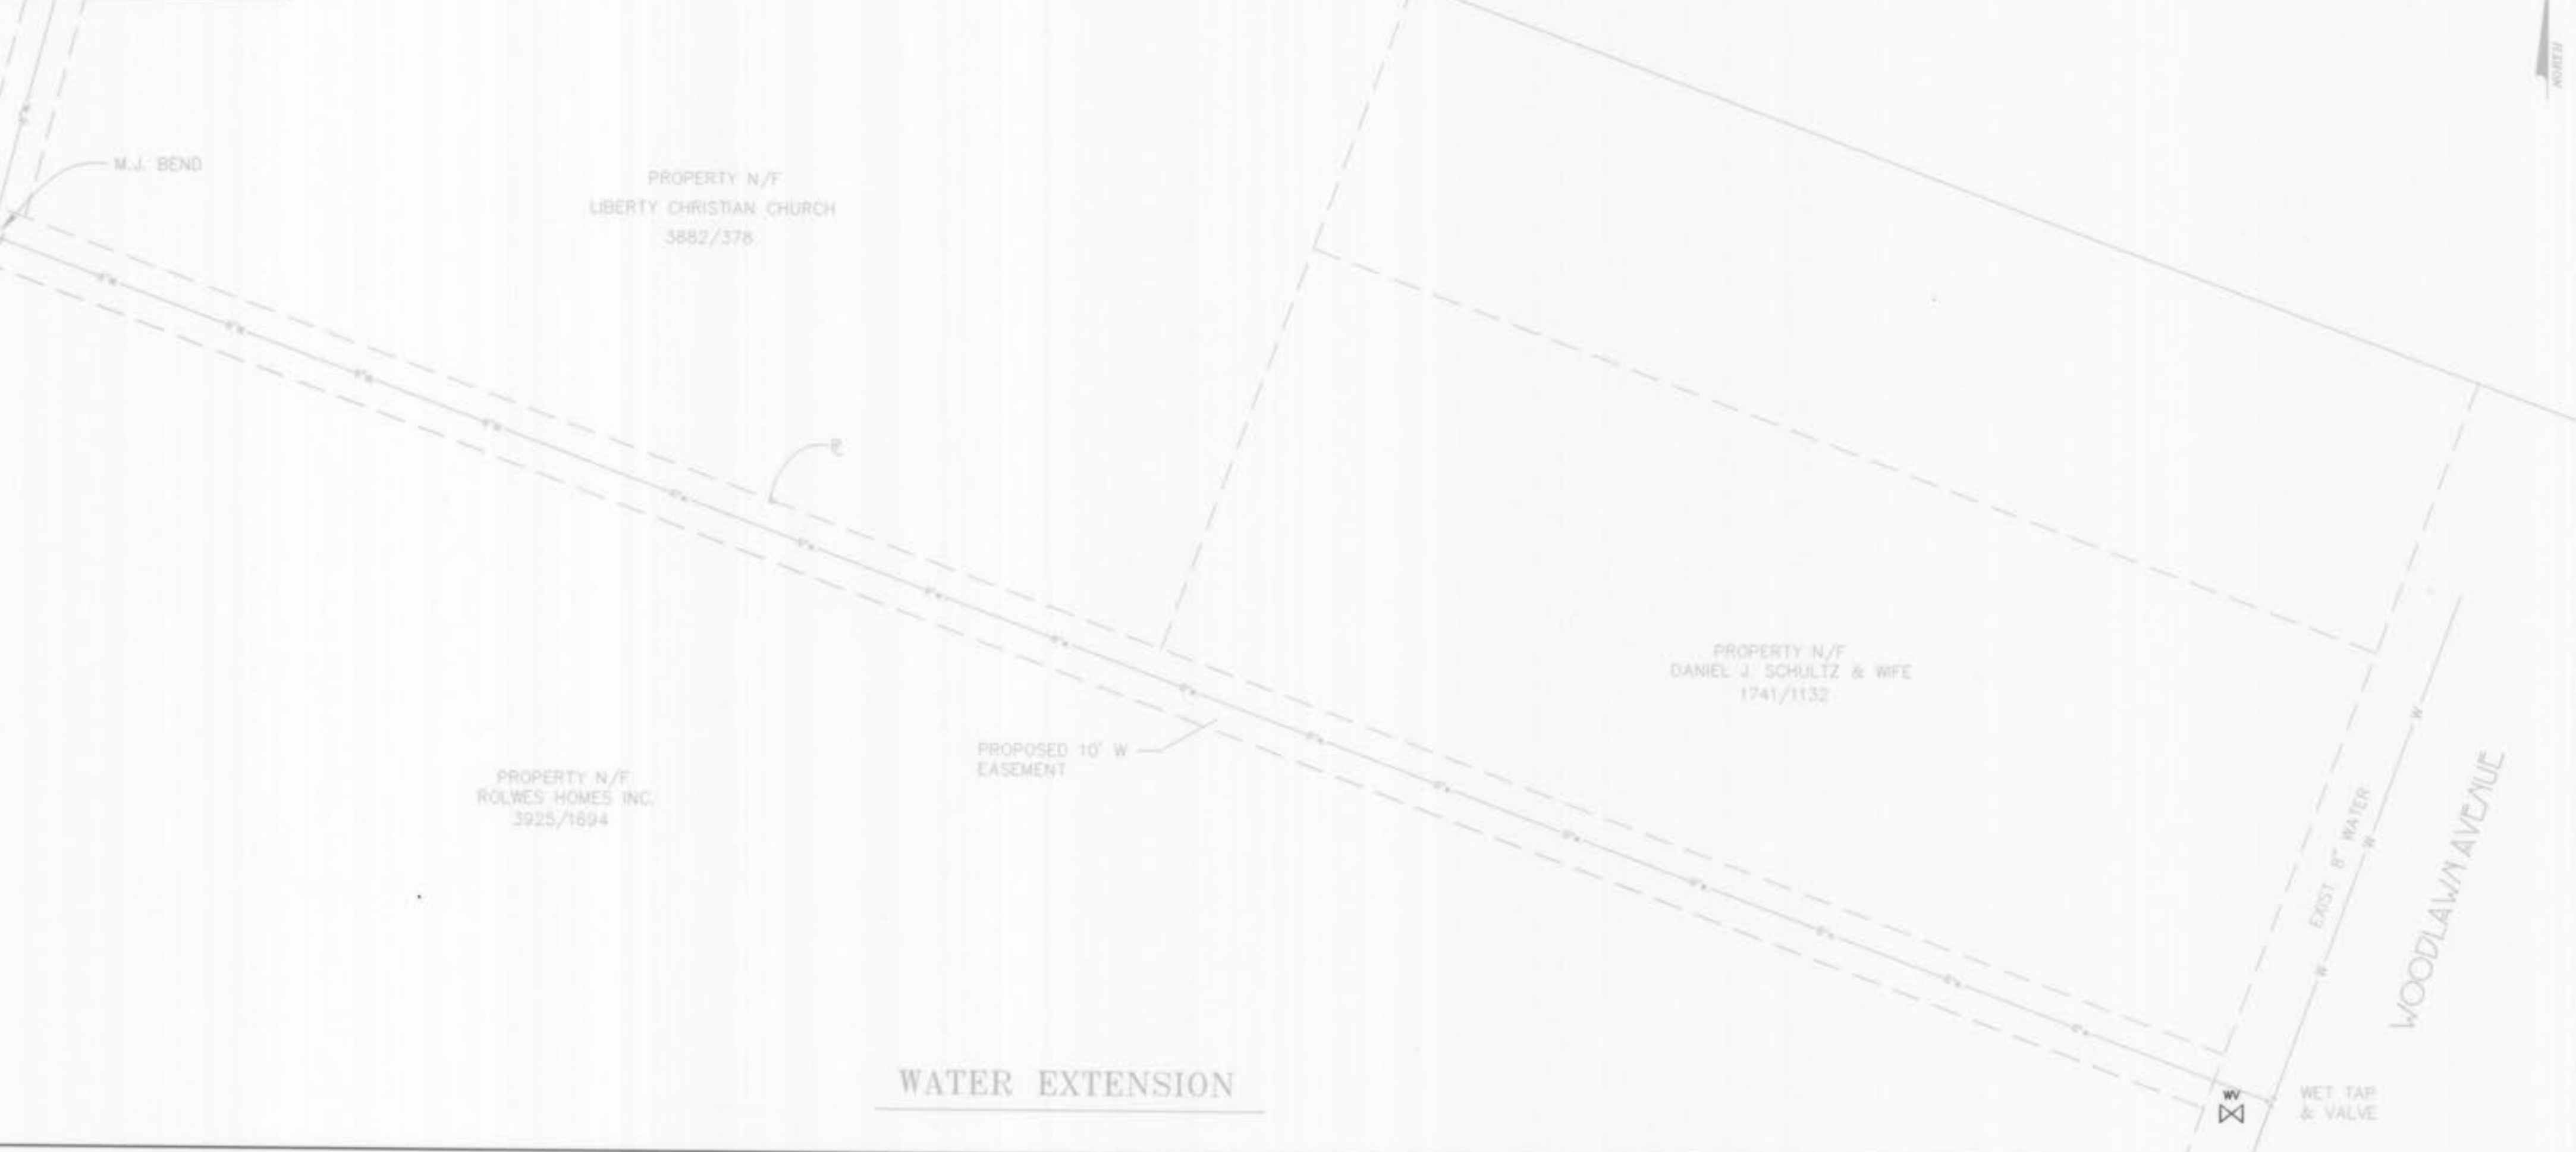 NORTH
M.J. BEND
PROPERTY N/F
LIBERTY CHRISTIAN CHURCH
3882/378
PROPERTY N/F
DANIEL J. SCHULTZ & WIFE
1741/1132
PROPOSED 10' W
EASEMENT
PROPERTY N/F
ROLWES HOMES INC.
3925/1694
EXIST 8" WATER
W
W
W
WOODLAWN AVENUE
WATER EXTENSION
WV
WET TAP
& VALVE